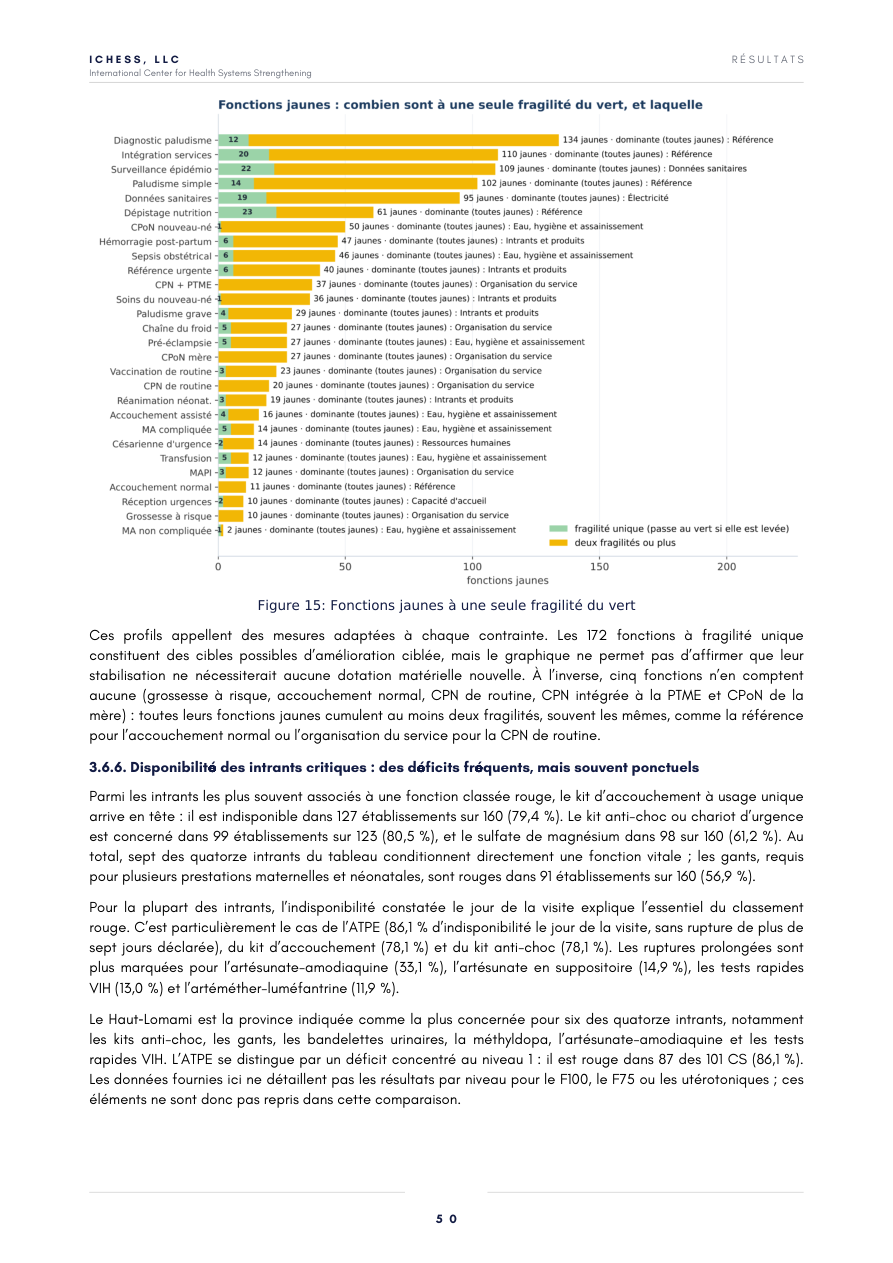 ICHESS, LLC
International Center for Health Systems Strengthening
RÉSULTATS
Fonctions jaunes : combien sont à une seule fragilité du vert, et laquelle
Diagnostic paludisme 12 134 jaunes · dominante (toutes jaunes) : Référence
Intégration services 20 110 jaunes · dominante (toutes jaunes) : Référence
Surveillance épidémio 22 109 jaunes · dominante (toutes jaunes) : Données sanitaires
Paludisme simple 14 102 jaunes · dominante (toutes jaunes) : Référence
Données sanitaires 19 95 jaunes · dominante (toutes jaunes) : Électricité
Dépistage nutrition 23 61 jaunes · dominante (toutes jaunes) : Référence
CPoN nouveau-né 1 50 jaunes · dominante (toutes jaunes) : Eau, hygiène et assainissement
Hémorragie post-partum 6 47 jaunes · dominante (toutes jaunes) : Intrants et produits
Sepsis obstétrical 6 46 jaunes · dominante (toutes jaunes) : Eau, hygiène et assainissement
Référence urgente 6 40 jaunes · dominante (toutes jaunes) : Intrants et produits
CPN + PTME 37 jaunes · dominante (toutes jaunes) : Organisation du service
Soins du nouveau-né 1 36 jaunes · dominante (toutes jaunes) : Intrants et produits
Paludisme grave 4 29 jaunes · dominante (toutes jaunes) : Intrants et produits
Chaîne du froid 5 27 jaunes · dominante (toutes jaunes) : Organisation du service
Pré-éclampsie 5 27 jaunes · dominante (toutes jaunes) : Eau, hygiène et assainissement
CPoN mère 27 jaunes · dominante (toutes jaunes) : Organisation du service
Vaccination de routine 3 23 jaunes · dominante (toutes jaunes) : Organisation du service
CPN de routine 20 jaunes · dominante (toutes jaunes) : Organisation du service
Réanimation néonat. 3 19 jaunes · dominante (toutes jaunes) : Intrants et produits
Accouchement assisté 4 16 jaunes · dominante (toutes jaunes) : Eau, hygiène et assainissement
MA compliquée 5 14 jaunes · dominante (toutes jaunes) : Eau, hygiène et assainissement
Césarienne d'urgence 2 14 jaunes · dominante (toutes jaunes) : Ressources humaines
Transfusion 5 12 jaunes · dominante (toutes jaunes) : Eau, hygiène et assainissement
MAPI 3 12 jaunes · dominante (toutes jaunes) : Organisation du service
Accouchement normal 11 jaunes · dominante (toutes jaunes) : Référence
Réception urgences 2 10 jaunes · dominante (toutes jaunes) : Capacité d'accueil
Grossesse à risque 10 jaunes · dominante (toutes jaunes) : Organisation du service
MA non compliquée 1 2 jaunes · dominante (toutes jaunes) : Eau, hygiène et assainissement
fragilité unique (passe au vert si elle est levée)
deux fragilités ou plus
0 50 100 150 200
fonctions jaunes
Figure 15: Fonctions jaunes à une seule fragilité du vert
Ces profils appellent des mesures adaptées à chaque contrainte. Les 172 fonctions à fragilité unique
constituent des cibles possibles d’amélioration ciblée, mais le graphique ne permet pas d’affirmer que leur
stabilisation ne nécessiterait aucune dotation matérielle nouvelle. À l’inverse, cinq fonctions n’en comptent
aucune (grossesse à risque, accouchement normal, CPN de routine, CPN intégrée à la PTME et CPoN de la
mère) : toutes leurs fonctions jaunes cumulent au moins deux fragilités, souvent les mêmes, comme la référence
pour l’accouchement normal ou l’organisation du service pour la CPN de routine.
3.6.6. Disponibilité des intrants critiques : des déficits fréquents, mais souvent ponctuels
Parmi les intrants les plus souvent associés à une fonction classée rouge, le kit d’accouchement à usage unique
arrive en tête : il est indisponible dans 127 établissements sur 160 (79,4 %). Le kit anti-choc ou chariot d’urgence
est concerné dans 99 établissements sur 123 (80,5 %), et le sulfate de magnésium dans 98 sur 160 (61,2 %). Au
total, sept des quatorze intrants du tableau conditionnent directement une fonction vitale ; les gants, requis
pour plusieurs prestations maternelles et néonatales, sont rouges dans 91 établissements sur 160 (56,9 %).
Pour la plupart des intrants, l’indisponibilité constatée le jour de la visite explique l’essentiel du classement
rouge. C’est particulièrement le cas de l’ATPE (86,1 % d’indisponibilité le jour de la visite, sans rupture de plus de
sept jours déclarée), du kit d’accouchement (78,1 %) et du kit anti-choc (78,1 %). Les ruptures prolongées sont
plus marquées pour l’artésunate-amodiaquine (33,1 %), l’artésunate en suppositoire (14,9 %), les tests rapides
VIH (13,0 %) et l’artéméther-luméfantrine (11,9 %).
Le Haut-Lomami est la province indiquée comme la plus concernée pour six des quatorze intrants, notamment
les kits anti-choc, les gants, les bandelettes urinaires, la méthyldopa, l’artésunate-amodiaquine et les tests
rapides VIH. L’ATPE se distingue par un déficit concentré au niveau 1 : il est rouge dans 87 des 101 CS (86,1 %).
Les données fournies ici ne détaillent pas les résultats par niveau pour le F100, le F75 ou les utérotoniques ; ces
éléments ne sont donc pas repris dans cette comparaison.
50